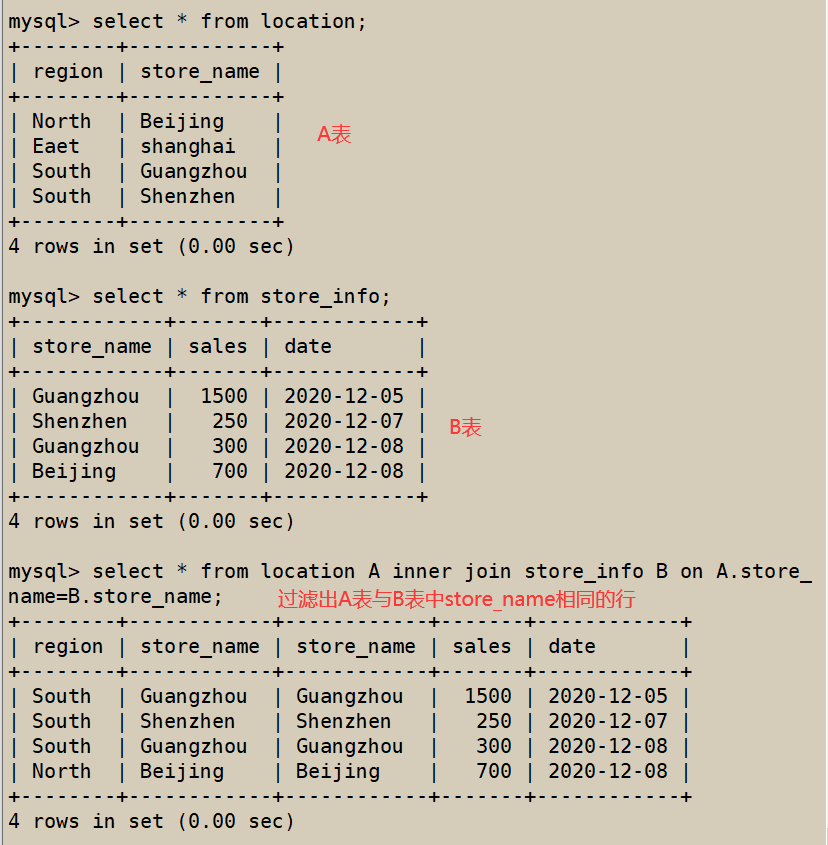 mysql> select * from location;
+--------+------------+
| region | store_name |
+--------+------------+
| North  | Beijing    |
| Eaet   | shanghai   |
A表
| South  | Guangzhou  |
| South  | Shenzhen   |
+--------+------------+
4 rows in set (0.00 sec)
mysql> select * from store_info;
+------------+-------+------------+
| store_name | sales | date       |
+------------+-------+------------+
| Guangzhou  |  1500 | 2020-12-05 |
| Shenzhen   |   250 | 2020-12-07 |
B表
| Guangzhou  |   300 | 2020-12-08 |
| Beijing    |   700 | 2020-12-08 |
+------------+-------+------------+
4 rows in set (0.00 sec)
mysql> select * from location A inner join store_info B on A.store_
name=B.store_name;
过滤出A表与B表中store_name相同的行
+--------+------------+------------+-------+------------+
| region | store_name | store_name | sales | date       |
+--------+------------+------------+-------+------------+
| South  | Guangzhou  | Guangzhou  |  1500 | 2020-12-05 |
| South  | Shenzhen   | Shenzhen   |   250 | 2020-12-07 |
| South  | Guangzhou  | Guangzhou  |   300 | 2020-12-08 |
| North  | Beijing    | Beijing    |   700 | 2020-12-08 |
+--------+------------+------------+-------+------------+
4 rows in set (0.00 sec)